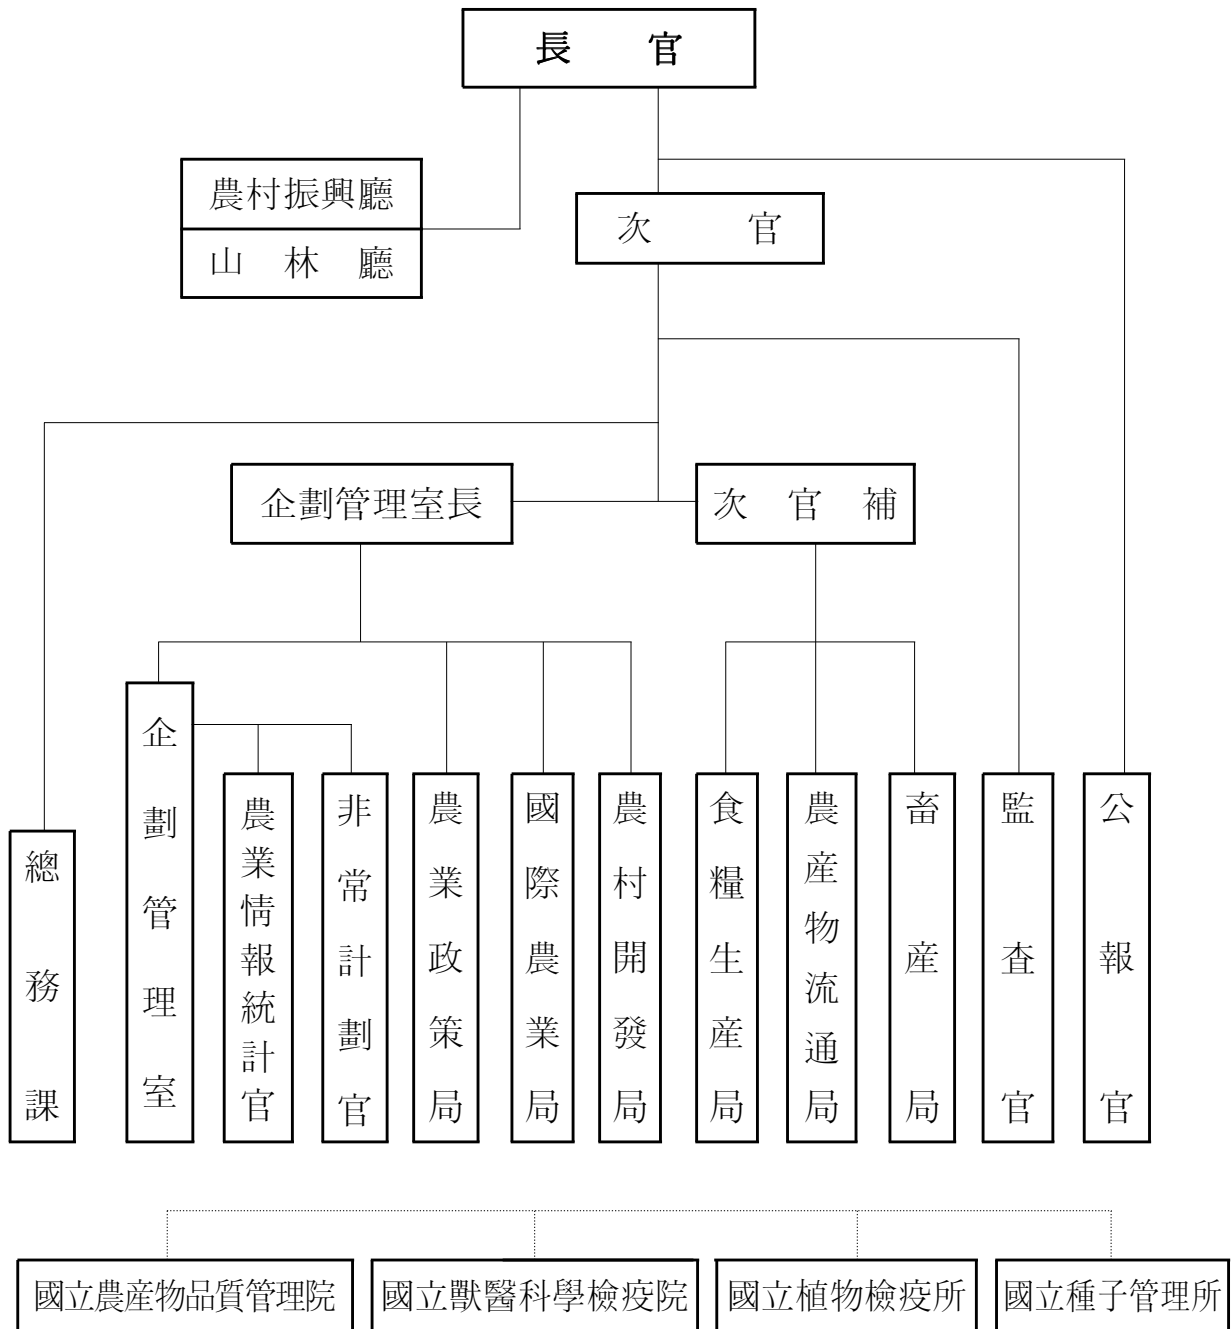 長官
農村振興廳
山林廳
次官
企劃管理室長
次官補
總務課
企劃管理室
農業情報統計官
非常計劃官
農業政策局
國際農業局
農村開發局
食糧生産局
農産物流通局
畜産局
監査官
公報官
國立農産物品質管理院
國立獸醫科學檢疫院
國立植物檢疫所
國立種子管理所